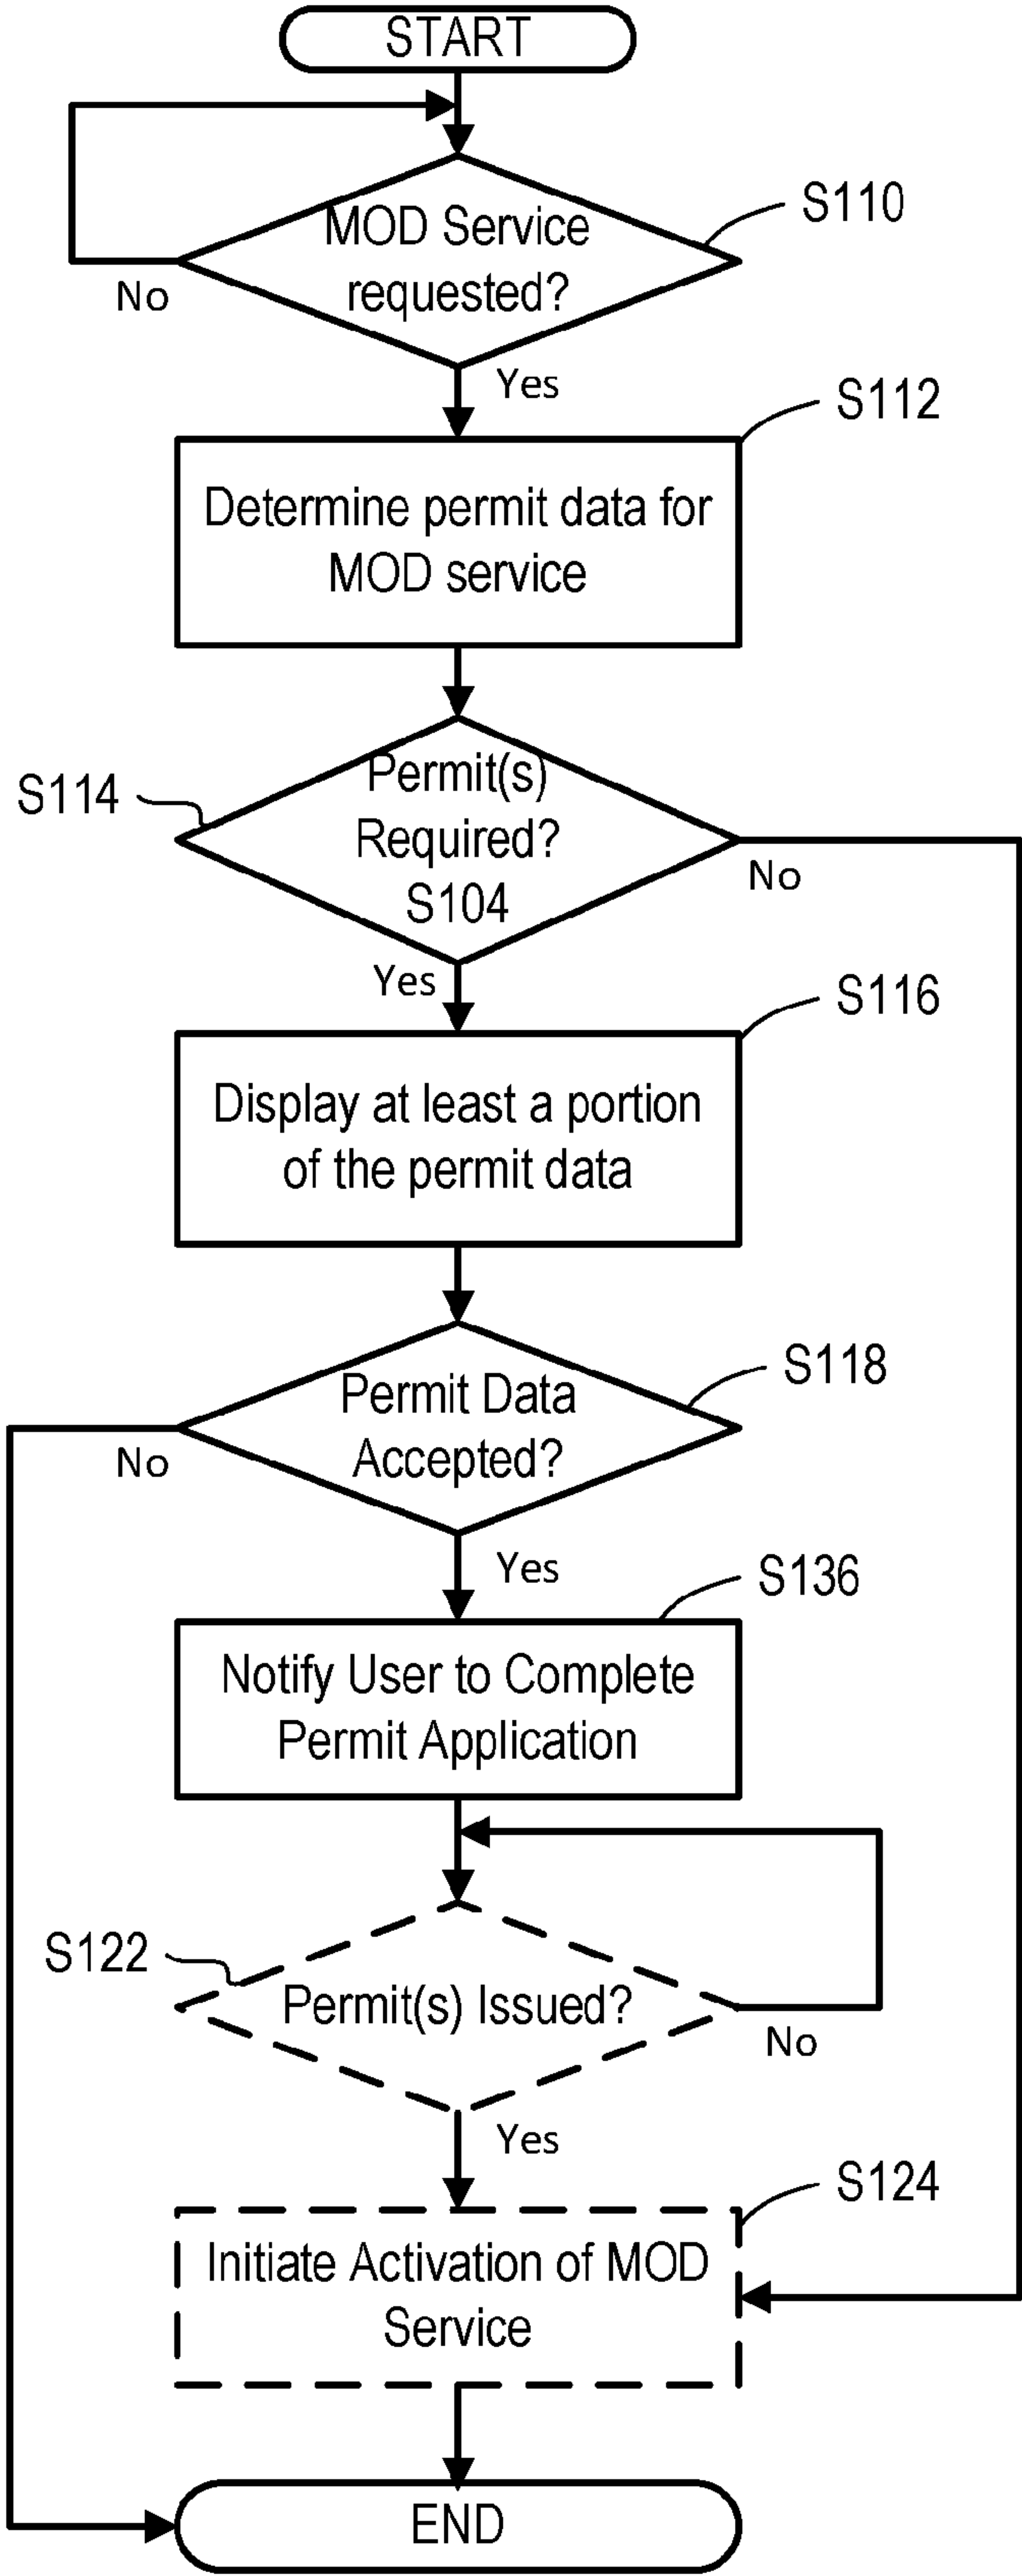 START
MOD Service
requested?
S110
No
Yes
S112
Determine permit data for
MOD service
S114
Permit(s)
Required?
S104
No
Yes
S116
Display at least a portion
of the permit data
S118
Permit Data
Accepted?
No
Yes
S136
Notify User to Complete
Permit Application
S122
Permit(s) Issued?
No
Yes
S124
Initiate Activation of MOD
Service
END